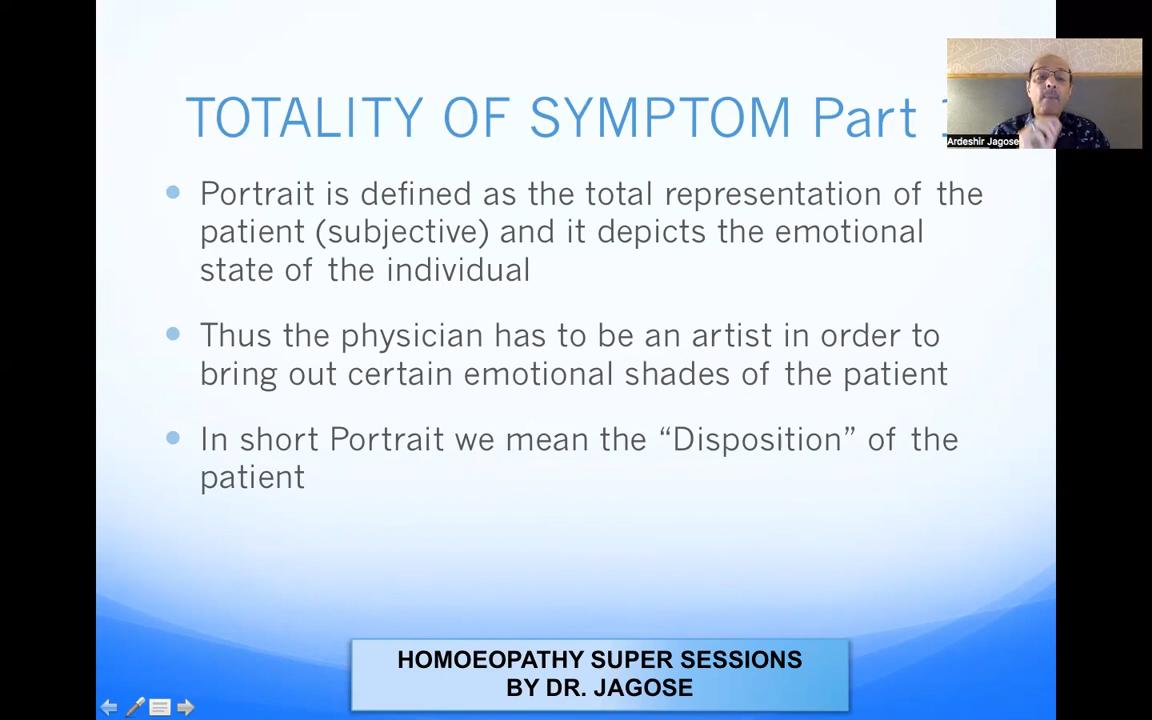 TOTALITY OF SYMPTOM Part
Ardeshir Jagose
Portrait is defined as the total representation of the
patient (subjective) and it depicts the emotional
state of the individual
Thus the physician has to be an artist in order to
bring out certain emotional shades of the patient
In short Portrait we mean the “Disposition” of the
patient
HOMOEOPATHY SUPER SESSIONS
BY DR. JAGOSE